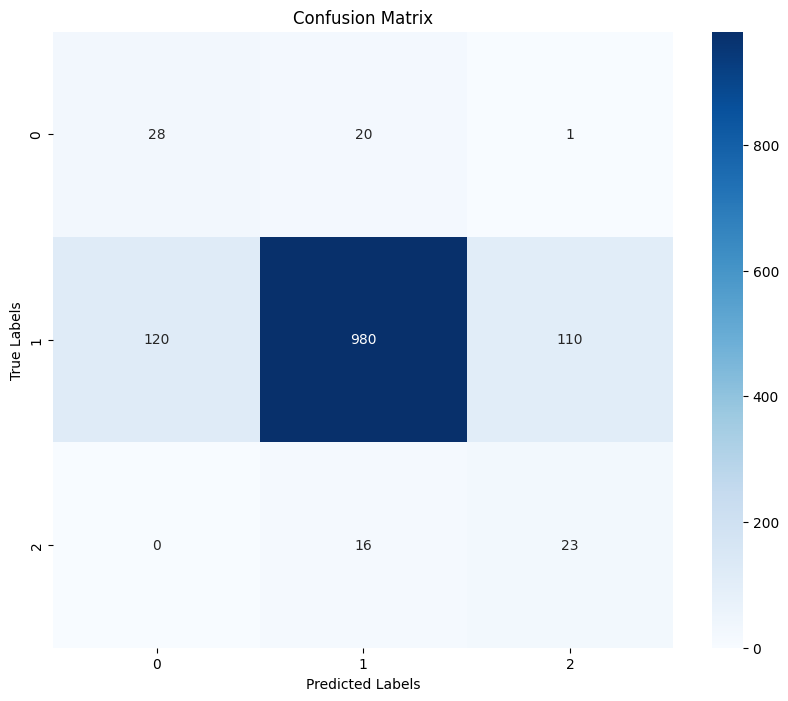 Confusion Matrix
0 28 20 1
1 120 980 110
2 0 16 23
0 1 2
True Labels
Predicted Labels
800
600
400
200
0